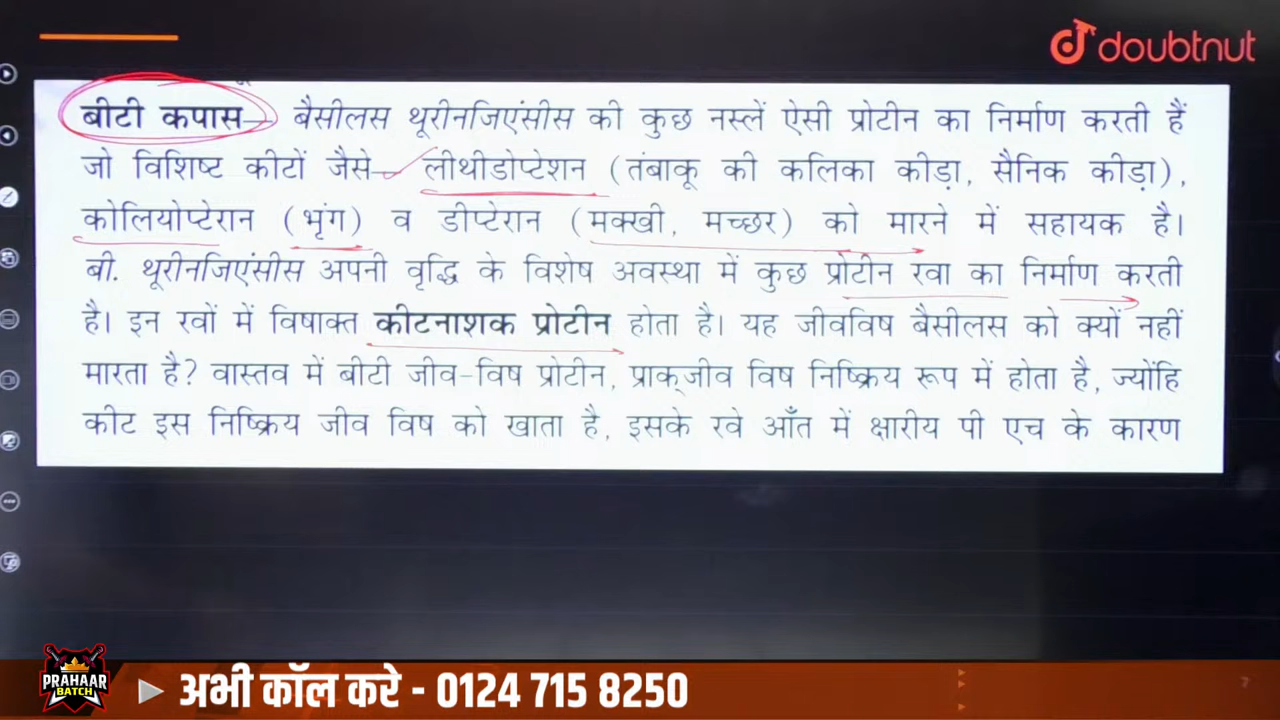 doubtnut
बीटी कपास– बैसीलस थूरीनजिएंसीस की कुछ नस्लें ऐसी प्रोटीन का निर्माण करती हैं
जो विशिष्ट कीटों जैसे– लीथीडोप्टेशन (तंबाकू की कलिका कीड़ा, सैनिक कीड़ा),
कोलियोप्टेरान (भृंग) व डीप्टेरान (मक्खी, मच्छर) को मारने में सहायक है।
बी. थूरीनजिएंसीस अपनी वृद्धि के विशेष अवस्था में कुछ प्रोटीन रवा का निर्माण करती
है। इन रवों में विषाक्त कीटनाशक प्रोटीन होता है। यह जीवविष बैसीलस को क्यों नहीं
मारता है? वास्तव में बीटी जीव-विष प्रोटीन, प्राक्‌जीव विष निष्क्रिय रूप में होता है, ज्योंहि
कीट इस निष्क्रिय जीव विष को खाता है, इसके रवे आँत में क्षारीय पी एच के कारण
PRAHAAR
BATCH
अभी कॉल करे - 0124 715 8250